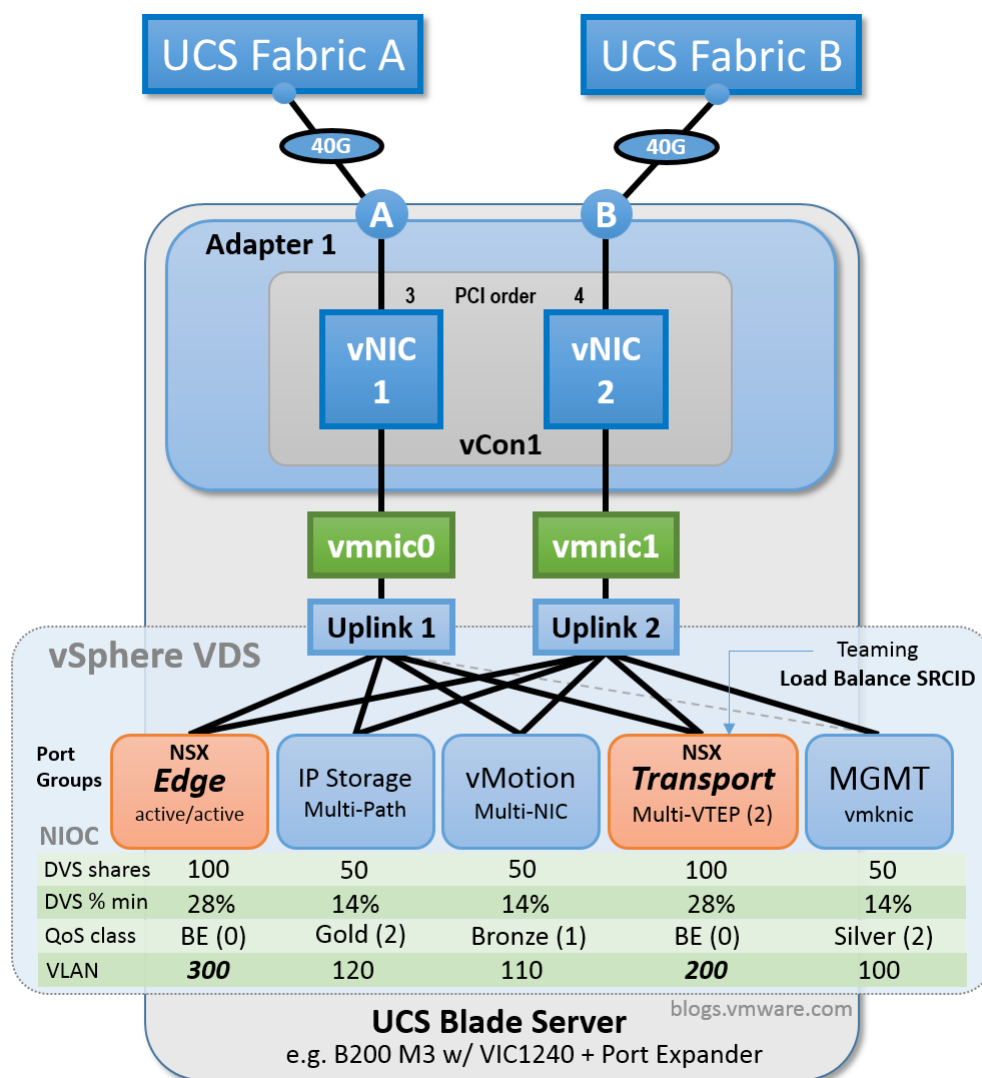 UCS Fabric A
UCS Fabric B
40G
40G
A
B
Adapter 1
3 PCI order 4
vNIC
1
vNIC
2
vCon1
vmnic0
vmnic1
Uplink 1
Uplink 2
vSphere VDS
Teaming
Load Balance SRCID
Port
Groups
NSX
Edge
active/active
IP Storage
Multi-Path
vMotion
Multi-NIC
NSX
Transport
Multi-VTEP (2)
MGMT
vmknic
NIOC
DVS shares 100 50 50 100 50
DVS % min 28% 14% 14% 28% 14%
QoS class BE (0) Gold (2) Bronze (1) BE (0) Silver (2)
VLAN 300 120 110 200 100
blogs.vmware.com
UCS Blade Server
e.g. B200 M3 w/ VIC1240 + Port Expander